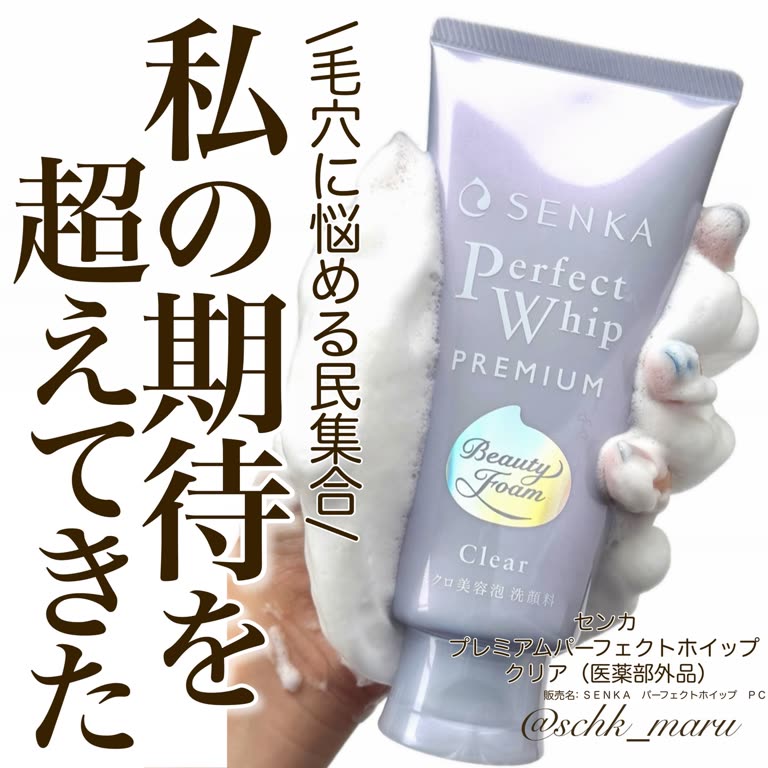 \毛穴に悩める民集合/
私の期待を
超えてきた
SENKA
Perfect
Whip
PREMIUM
Beauty
Foam
Clear
クロ美容泡 洗顔料
センカ
プレミアムパーフェクトホイップ
クリア（医薬部外品）
販売名：SENKA パーフェクトホイップ PC
@schk_maru